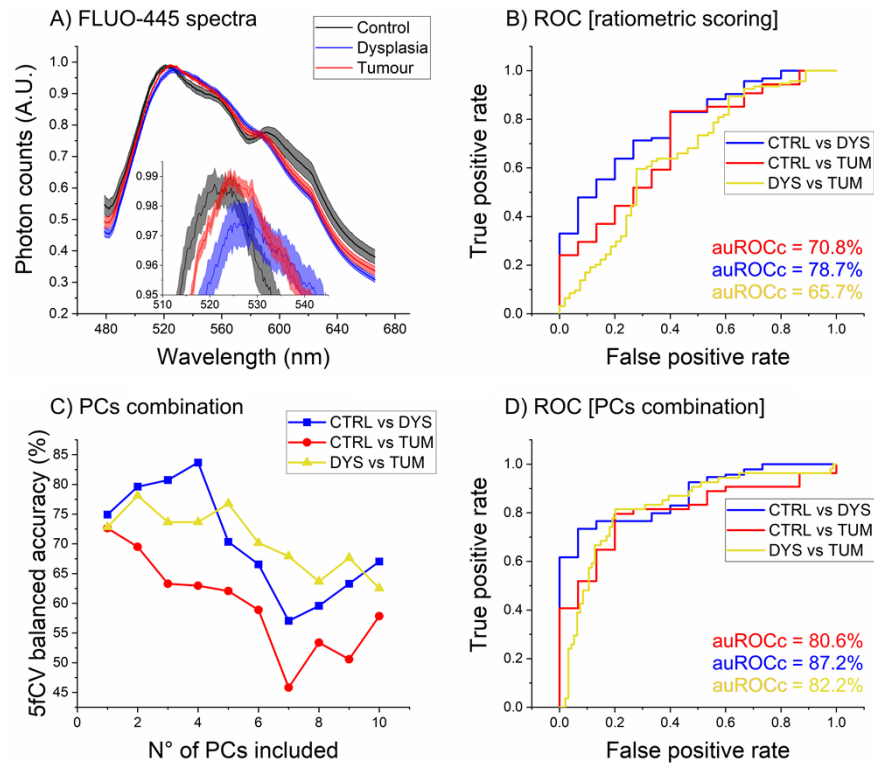 A) FLUO-445 spectra
Control
Dysplasia
Tumour
Photon counts (A.U.)
1.0
0.9
0.8
0.7
0.6
0.5
0.4
0.3
0.2
0.99
0.98
0.97
0.96
0.95
510 520 530 540
480 520 560 600 640 680
Wavelength (nm)
B) ROC [ratiometric scoring]
True positive rate
1.0
0.8
0.6
0.4
0.2
0.0
CTRL vs DYS
CTRL vs TUM
DYS vs TUM
auROCc = 70.8%
auROCc = 78.7%
auROCc = 65.7%
0.0 0.2 0.4 0.6 0.8 1.0
False positive rate
C) PCs combination
CTRL vs DYS
CTRL vs TUM
DYS vs TUM
5fCV balanced accuracy (%)
85
80
75
70
65
60
55
50
45
0 2 4 6 8 10
N° of PCs included
D) ROC [PCs combination]
True positive rate
1.0
0.8
0.6
0.4
0.2
0.0
CTRL vs DYS
CTRL vs TUM
DYS vs TUM
auROCc = 80.6%
auROCc = 87.2%
auROCc = 82.2%
0.0 0.2 0.4 0.6 0.8 1.0
False positive rate